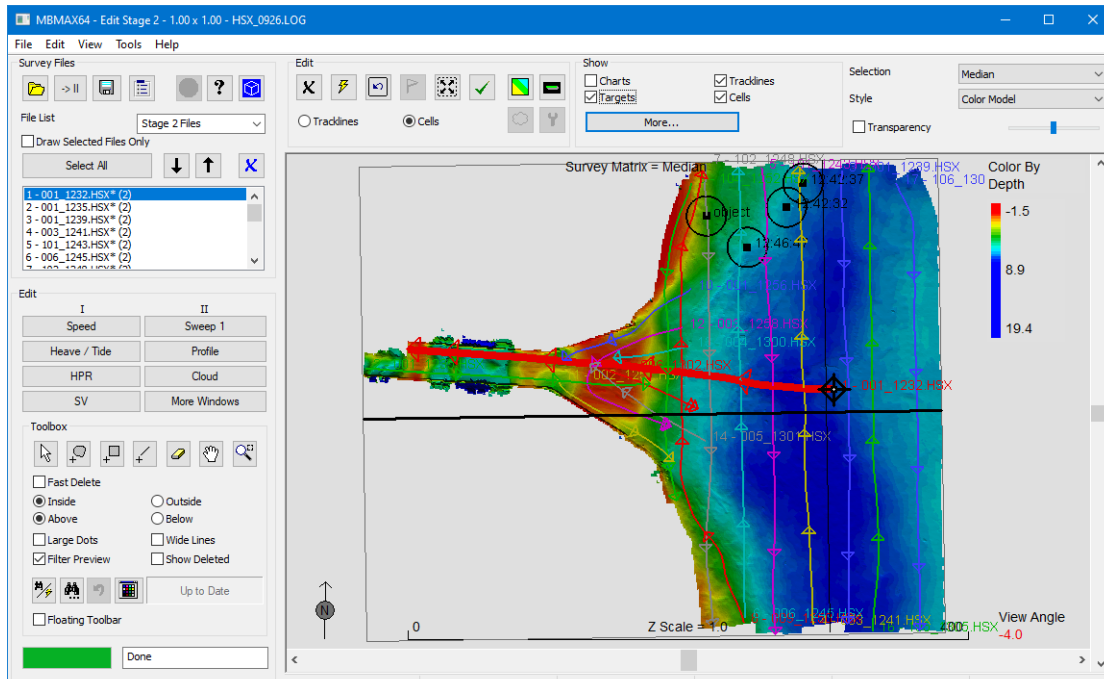 MBMAX64 - Edit Stage 2 - 1.00 x 1.00 - HSX_0926.LOG
File Edit View Tools Help
Survey Files
->II
?
File List
Stage 2 Files
Draw Selected Files Only
Select All
X
1 - 001_1232.HSX* (2)
2 - 001_1235.HSX* (2)
3 - 001_1239.HSX* (2)
4 - 003_1241.HSX* (2)
5 - 101_1243.HSX* (2)
6 - 006_1245.HSX* (2)
Edit
X
Tracklines
Cells
Show
Charts
Tracklines
Targets
Cells
More...
Selection
Median
Style
Color Model
Transparency
Edit
I
II
Speed
Sweep 1
Heave / Tide
Profile
HPR
Cloud
SV
More Windows
Toolbox
Fast Delete
Inside
Outside
Above
Below
Large Dots
Wide Lines
Filter Preview
Show Deleted
Up to Date
Floating Toolbar
Done
Survey Matrix = Median
12:42:37
12:42:32
object
12:46:
106_130
001_1232.HSX
14 - 005_1301.HSX
Color By
Depth
-1.5
8.9
19.4
N
0
Z Scale = 1.0
400
View Angle
-4.0